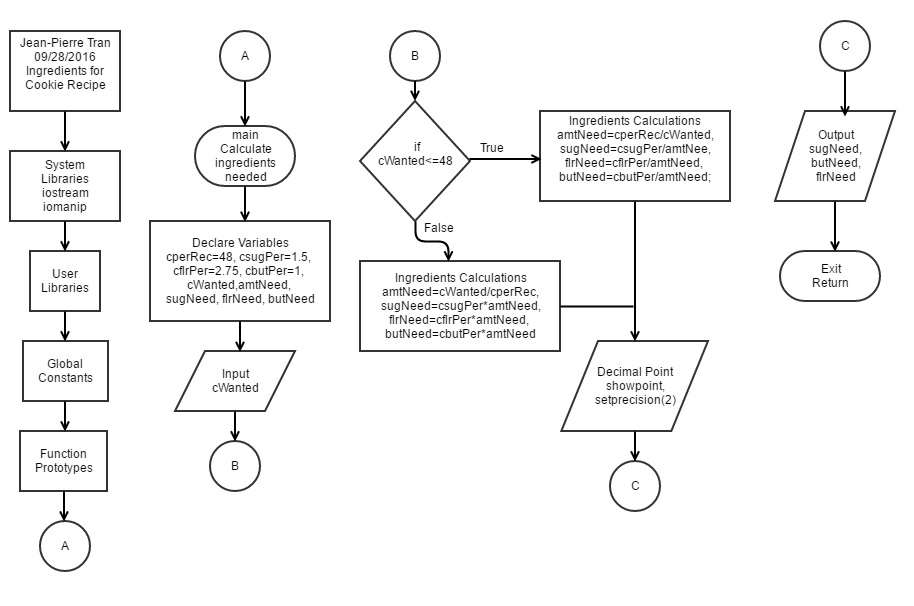 Jean-Pierre Tran
09/28/2016
Ingredients for
Cookie Recipe
System
Libraries
iostream
iomanip
User
Libraries
Global
Constants
Function
Prototypes
A
A
main
Calculate
ingredients
needed
Declare Variables
cperRec=48, csugPer=1.5,
cflrPer=2.75, cbutPer=1,
cWanted,amtNeed,
sugNeed, flrNeed, butNeed
Input
cWanted
B
B
if
cWanted<=48
True
False
Ingredients Calculations
amtNeed=cperRec/cWanted,
sugNeed=csugPer/amtNee,
flrNeed=cflrPer/amtNeed,
butNeed=cbutPer/amtNeed;
Ingredients Calculations
amtNeed=cWanted/cperRec,
sugNeed=csugPer*amtNeed,
flrNeed=cflrPer*amtNeed,
butNeed=cbutPer*amtNeed
Decimal Point
showpoint,
setprecision(2)
C
C
Output
sugNeed,
butNeed,
flrNeed
Exit
Return